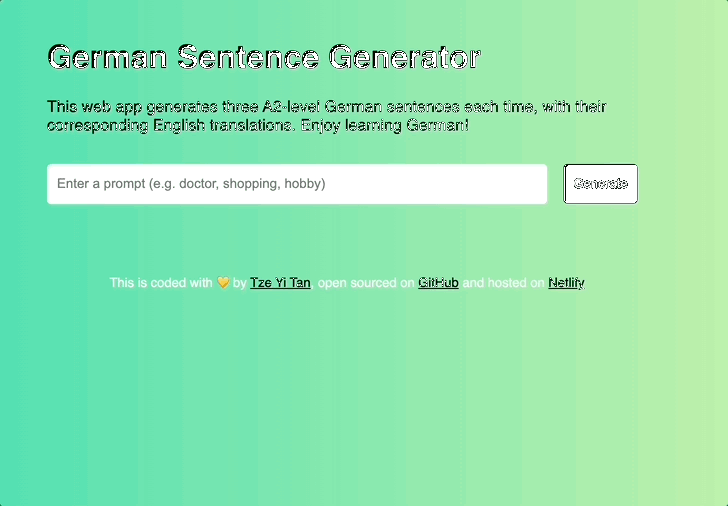 German Sentence Generator
This web app generates three A2-level German sentences each time, with their
corresponding English translations. Enjoy learning German!
Enter a prompt (e.g. doctor, shopping, hobby)
Generate
This is coded with 💛 by Tze Yi Tan, open sourced on GitHub and hosted on Netlify